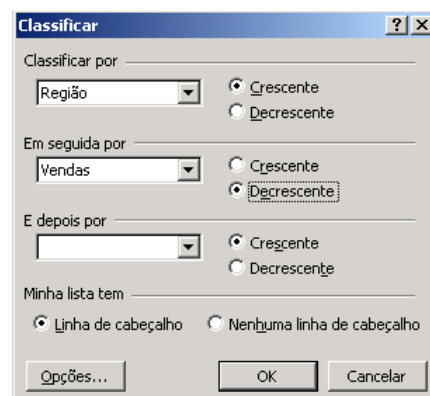 Classificar
Classificar por
Região
Crescente
Decrescente
Em seguida por
Vendas
Crescente
Decrescente
E depois por
Crescente
Decrescente
Minha lista tem
Linha de cabeçalho Nenhuma linha de cabeçalho
Opções... OK Cancelar